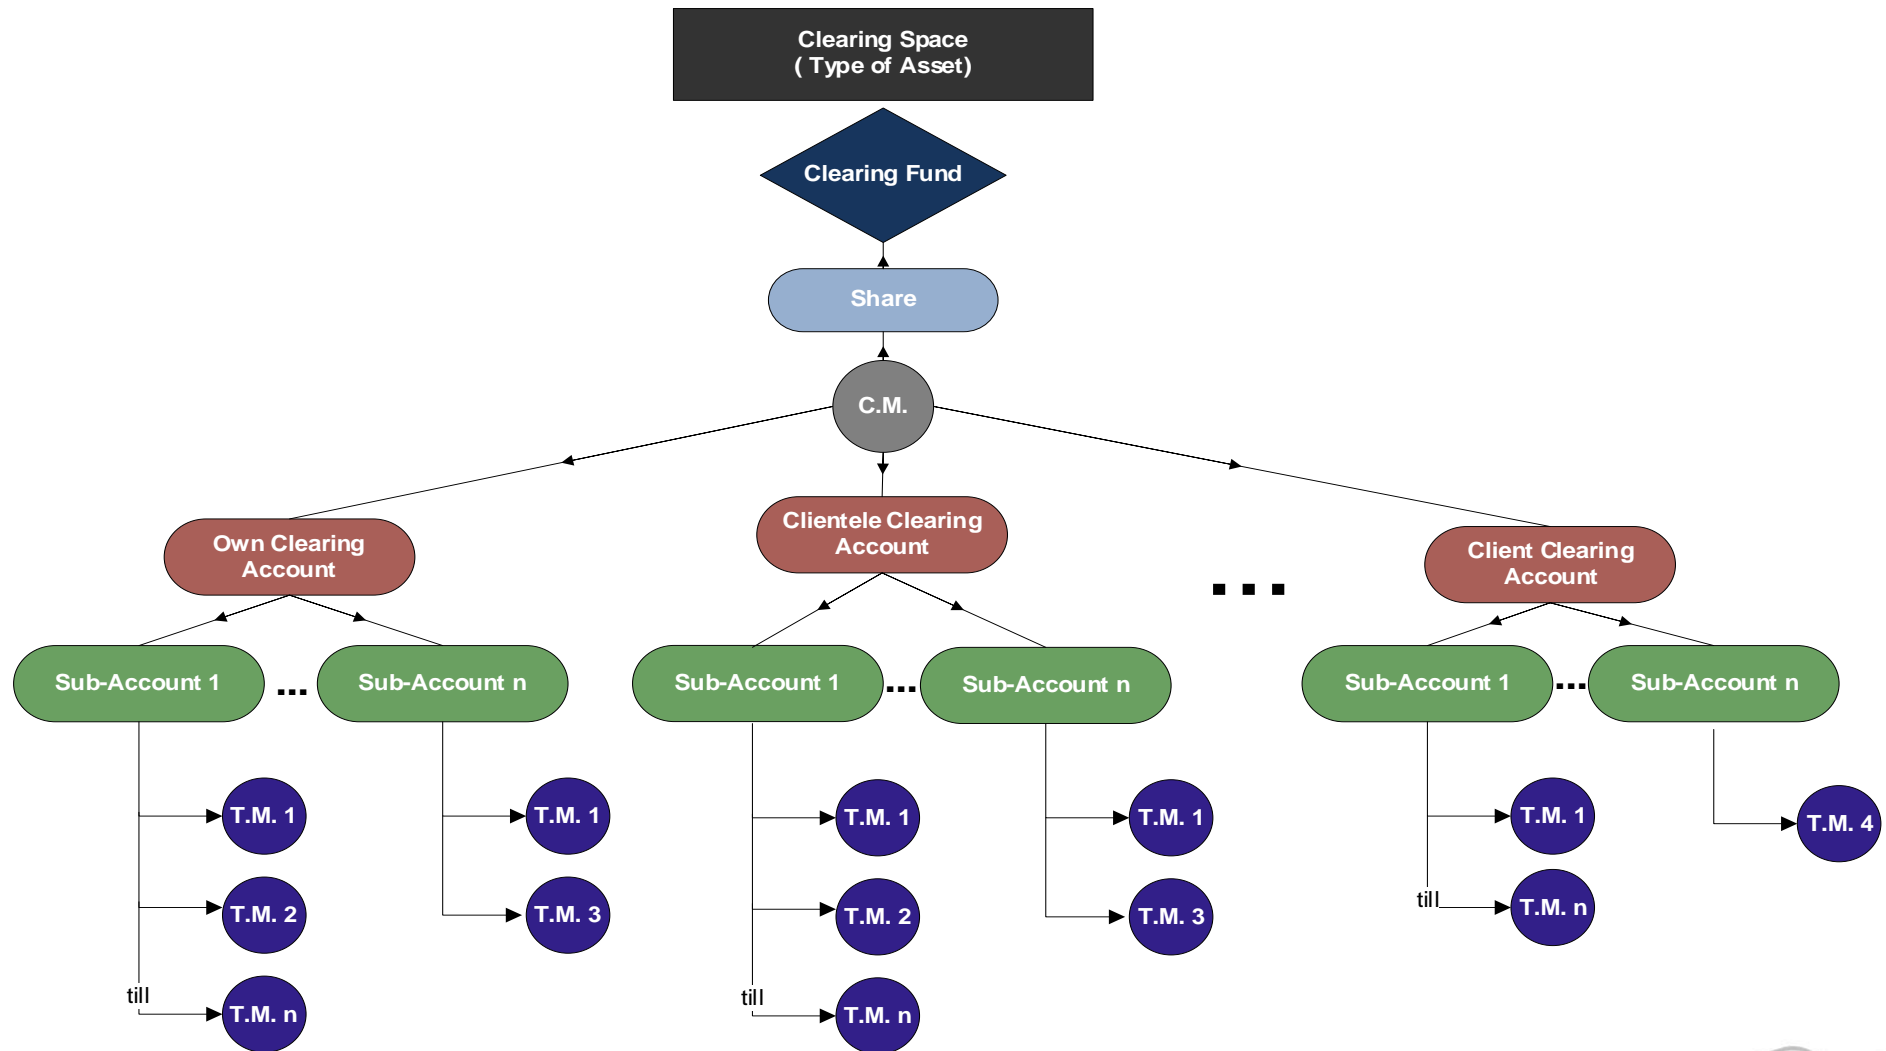 Clearing Space
( Type of Asset)
Clearing Fund
Share
C.M.
Own Clearing
Account
Clientele Clearing
Account
...
Client Clearing
Account
Sub-Account 1
...
Sub-Account n
Sub-Account 1
...
Sub-Account n
Sub-Account 1
...
Sub-Account n
T.M. 1
T.M. 1
T.M. 1
T.M. 1
T.M. 1
T.M. 4
T.M. 2
T.M. 3
T.M. 2
T.M. 3
till
T.M. n
till
T.M. n
till
T.M. n